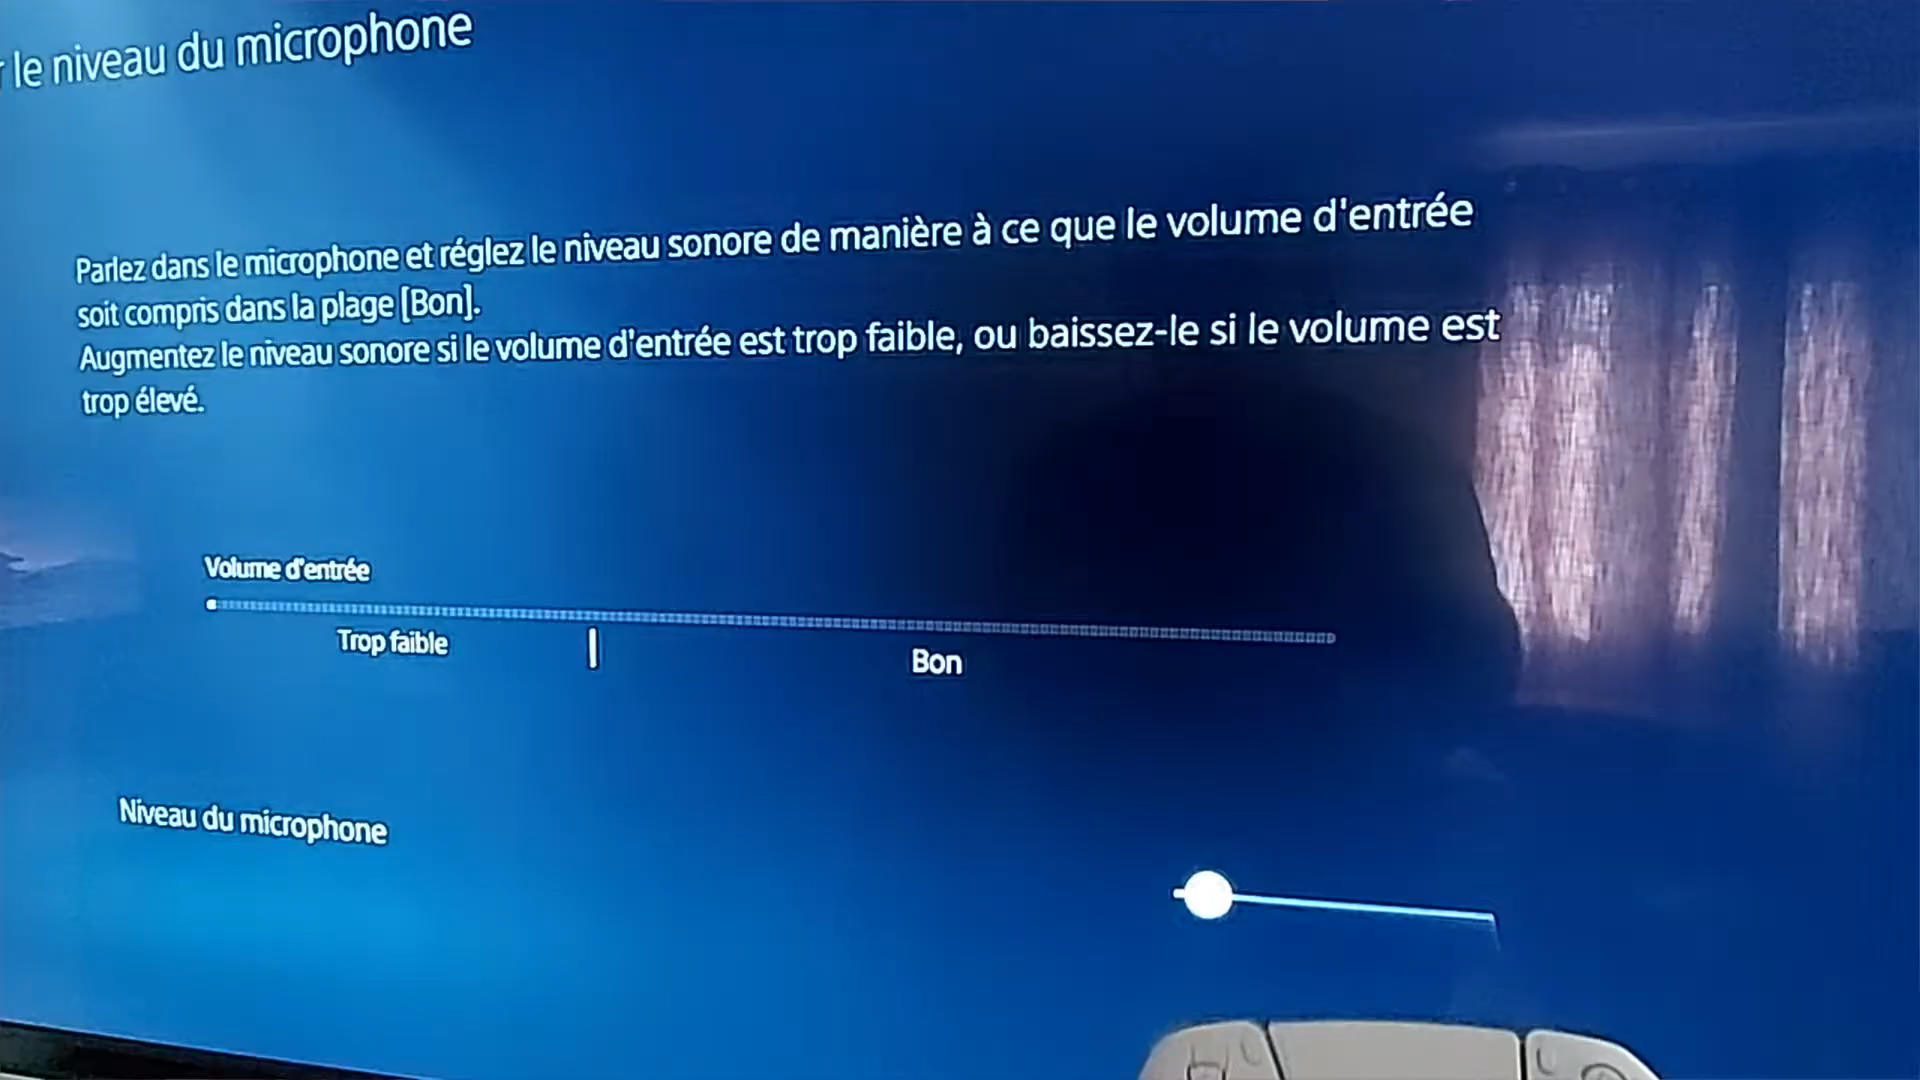 le niveau du microphone
Parlez dans le microphone et réglez le niveau sonore de manière à ce que le volume d'entrée
soit compris dans la plage [Bon].
Augmentez le niveau sonore si le volume d'entrée est trop faible, ou baissez-le si le volume est
trop élevé.
Volume d'entrée
Trop faible
Bon
Niveau du microphone